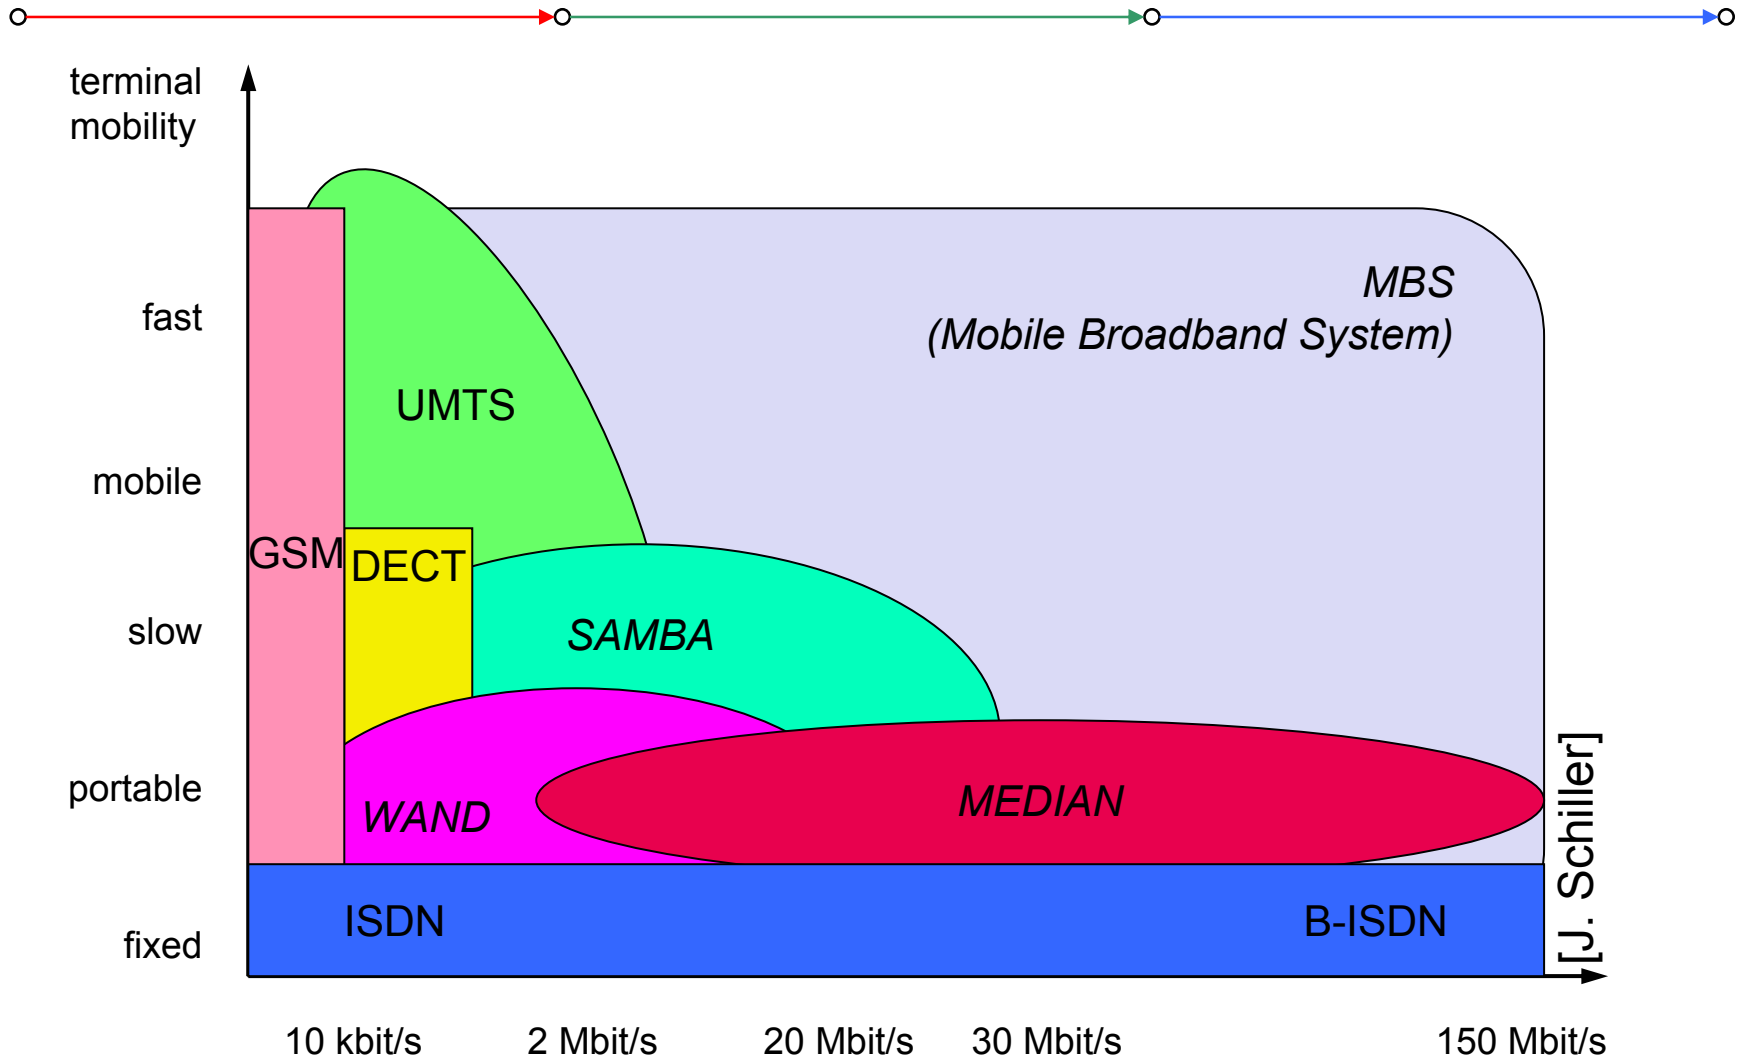 terminal
mobility
fast
mobile
slow
portable
fixed
MBS
(Mobile Broadband System)
UMTS
GSM
DECT
SAMBA
WAND
MEDIAN
ISDN
B-ISDN
[J. Schiller]
10 kbit/s
2 Mbit/s
20 Mbit/s
30 Mbit/s
150 Mbit/s